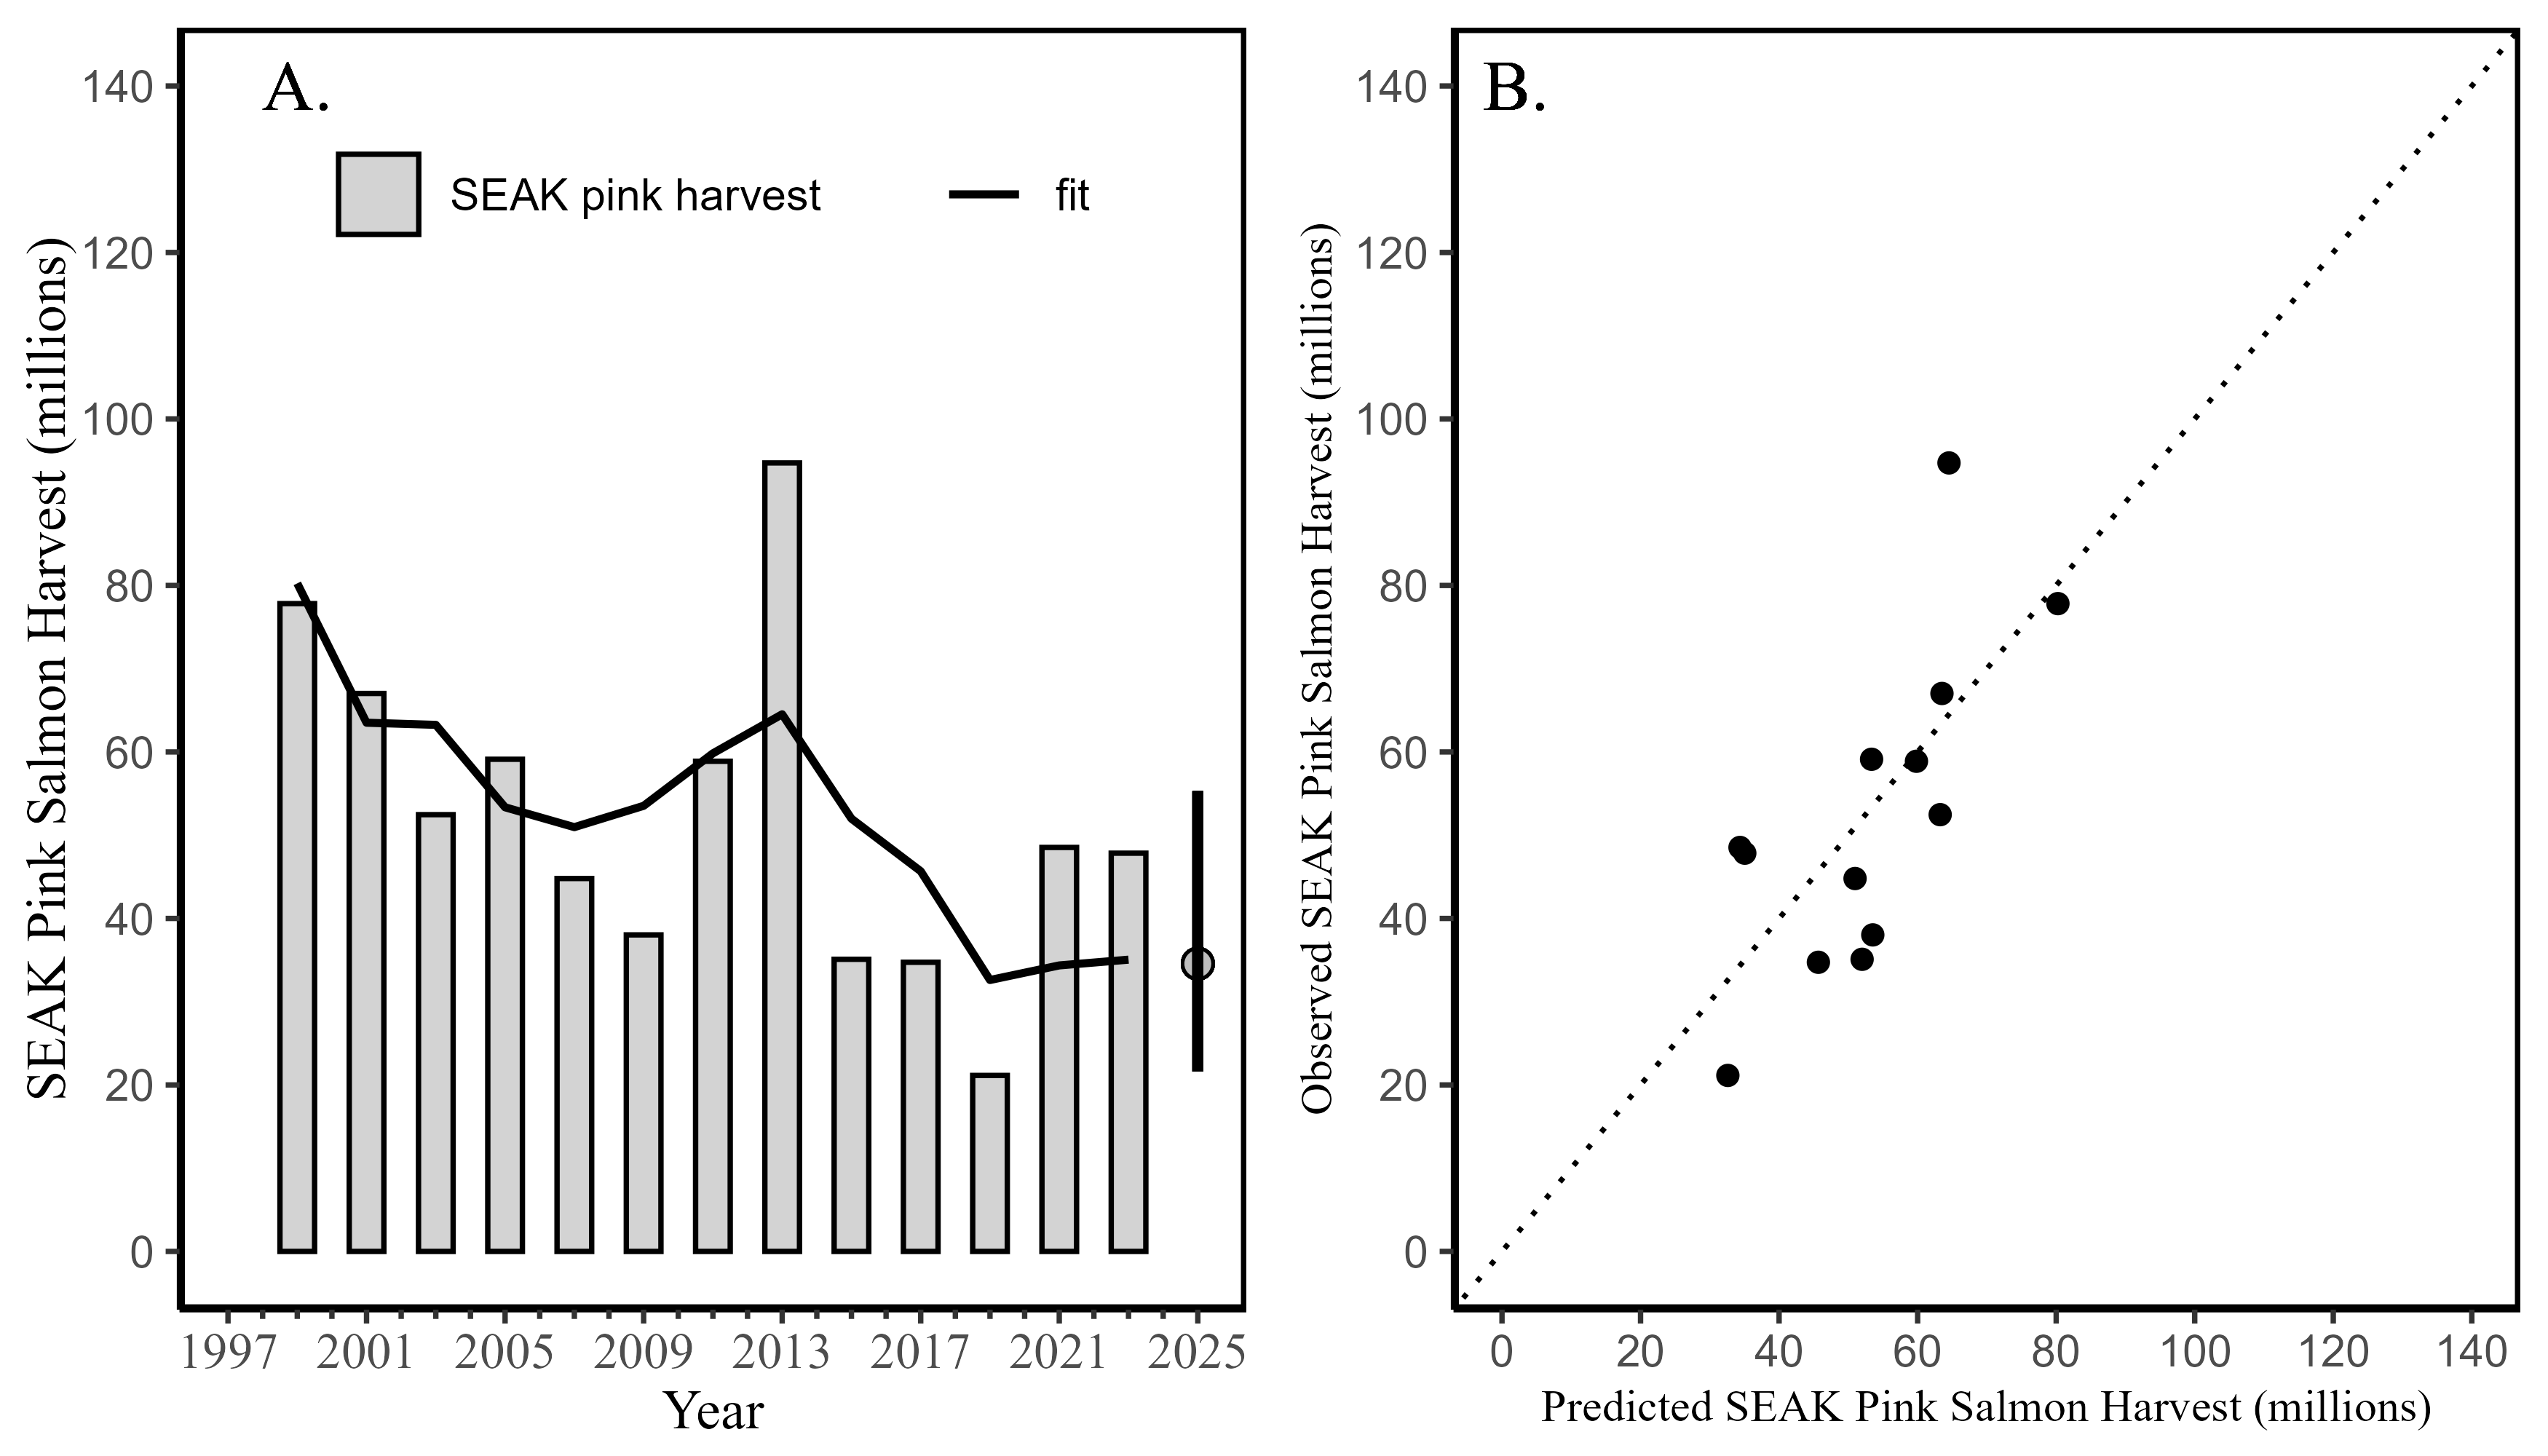 A.
SEAK pink harvest
fit
SEAK Pink Salmon Harvest (millions)
140
120
100
80
60
40
20
0
1997 2001 2005 2009 2013 2017 2021 2025
Year
B.
Observed SEAK Pink Salmon Harvest (millions)
140
120
100
80
60
40
20
0
0 20 40 60 80 100 120 140
Predicted SEAK Pink Salmon Harvest (millions)